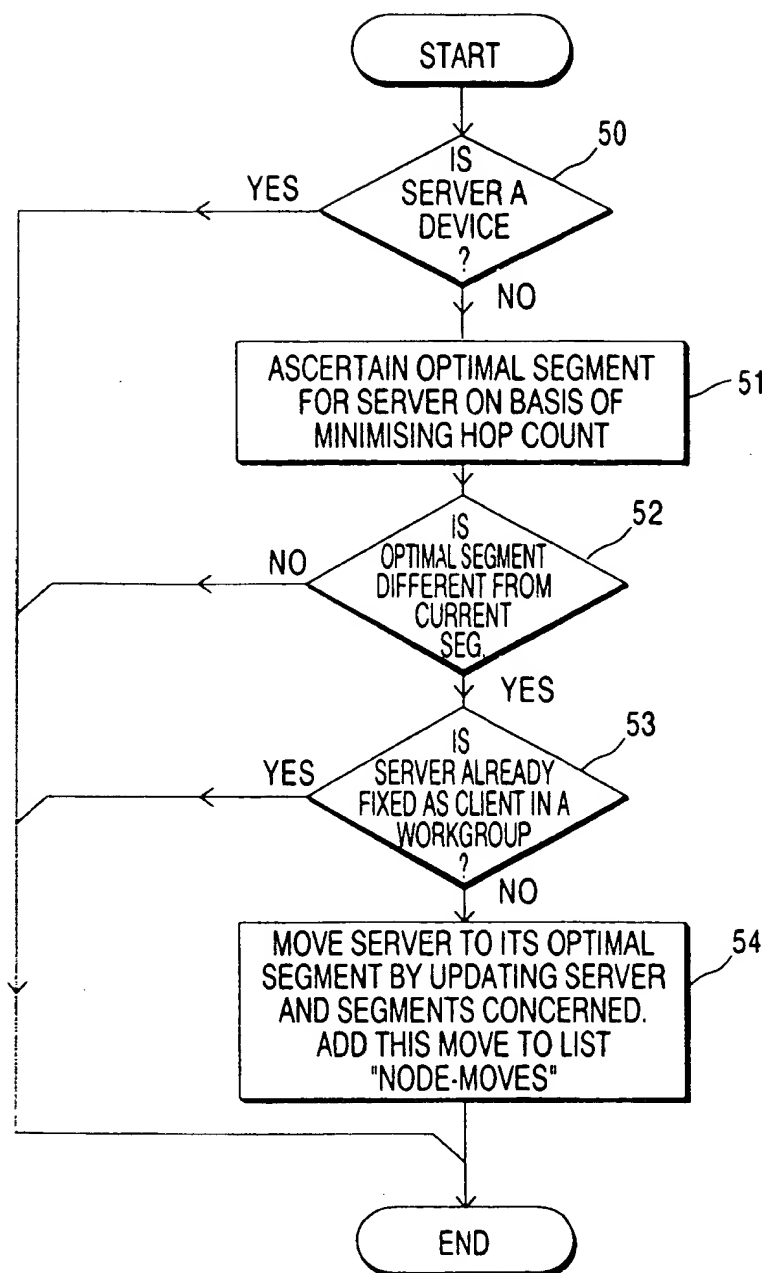 START
50
IS
SERVER A
DEVICE
?
YES
NO
ASCERTAIN OPTIMAL SEGMENT
FOR SERVER ON BASIS OF
MINIMISING HOP COUNT
51
52
IS
OPTIMAL SEGMENT
DIFFERENT FROM
CURRENT
SEG.
NO
YES
53
IS
SERVER ALREADY
FIXED AS CLIENT IN A
WORKGROUP
?
YES
NO
MOVE SERVER TO ITS OPTIMAL
SEGMENT BY UPDATING SERVER
AND SEGMENTS CONCERNED.
ADD THIS MOVE TO LIST
"NODE-MOVES"
54
END